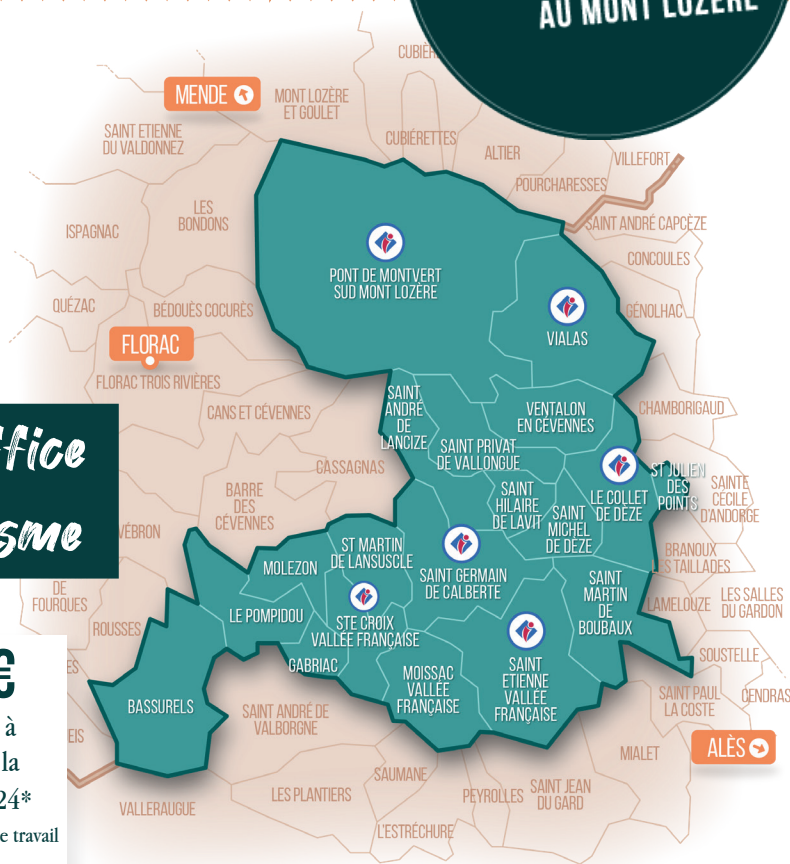 AU MONT LOZÈRE
MENDE
MONT LOZÈRE
ET GOULET
SAINT ETIENNE
DU VALDONNEZ
CUBIÉRETTES
ALTIER
VILLEFORT
POURCHARESSES
LES
BONDONS
ISPAGNAC
SAINT ANDRÉ CAPCÈZE
CONCOULES
PONT DE MONTVERT
SUD MONT LOZÈRE
QUÉZAC
BÉDOUÈS COCURÈS
GÉNOLHAC
VIALAS
FLORAC
FLORAC TROIS RIVIÈRES
CANS ET CÉVENNES
SAINT
ANDRÉ
DE
LANCIZE
VENTALON
EN CÉVENNES
CHAMBORIGAUD
ffice
SAINT PRIVAT
DE VALLONGUE
CASSAGNAS
ST JULIEN
DES
POINTS
SAINTE
CÉCILE
D'ANDORGE
BARRE
DES
CÉVENNES
SAINT
HILAIRE
DE LAVIT
LE COLLET
DE DÈZE
SAINT
MICHEL
DE DÈZE
sme
VÉBRON
ST MARTIN
DE LANSUSCLE
MOLEZON
BRANOUX
LES TAILLADES
SAINT GERMAIN
DE CALBERTE
SAINT
MARTIN
DE
BOUBAUX
DE
FOURQUES
LAMELOUZE
LES SALLES
DU GARDON
LE POMPIDOU
STE CROIX
VALLÉE FRANÇAISE
ROUSSES
GABRIAC
SOUSTELLE
MOISSAC
VALLÉE
FRANÇAISE
SAINT
ETIENNE
VALLÉE
FRANÇAISE
€
ES
BASSURELS
SAINT ANDRÉ DE
VALBORGNE
SAINT PAUL
LA COSTE
CENDRAS
à
EIS
la
ALÈS
MIALET
SAUMANE
24*
LES PLANTIERS
PEYROLLES
SAINT JEAN
DU GARD
VALLERAUGUE
e travail
L'ESTRÉCHURE